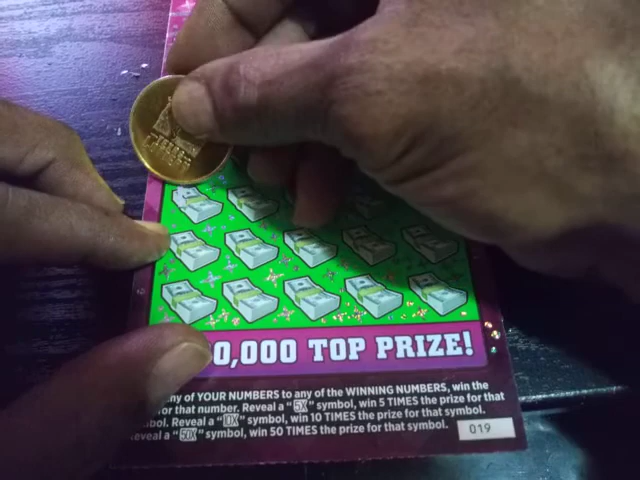 0,000 TOP PRIZE!
any of YOUR NUMBERS to any of the WINNING NUMBERS, win the
for that number. Reveal a "5X" symbol, win 5 TIMES the prize for that
bol. Reveal a "10X" symbol, win 10 TIMES the prize for that symbol.
Reveal a "50X" symbol, win 50 TIMES the prize for that symbol.
019